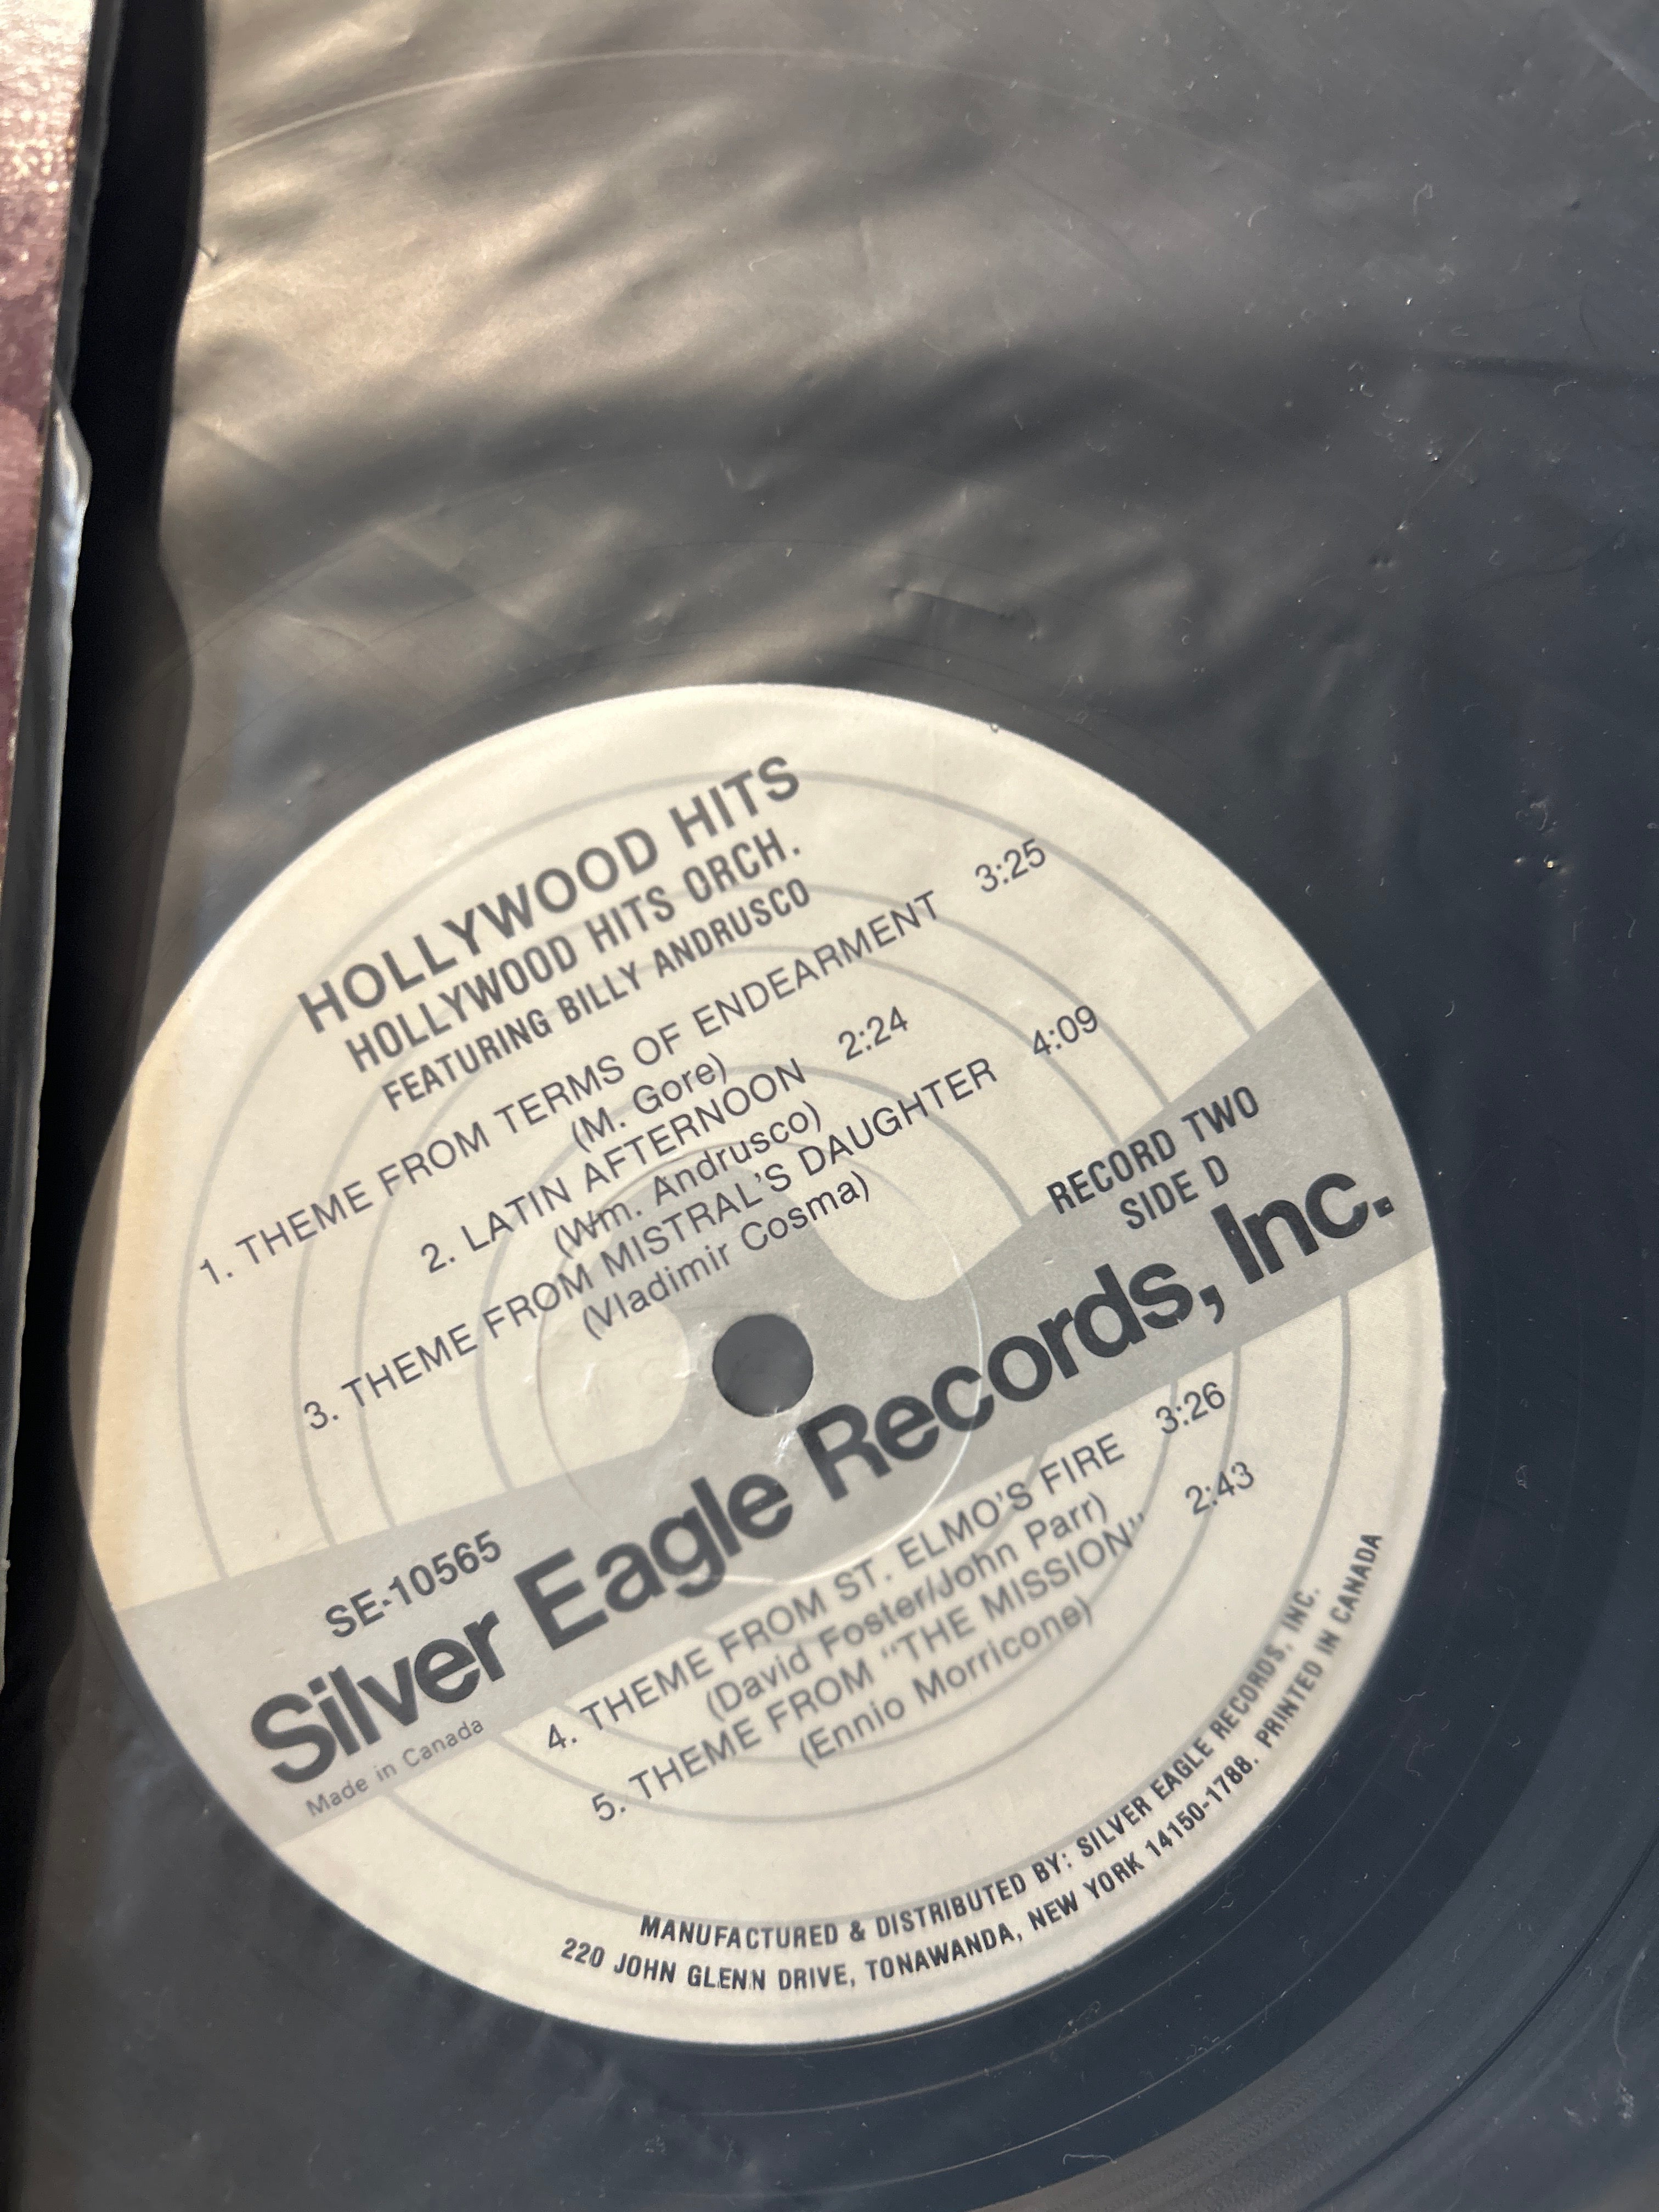 HOLLYWOOD HITS
HOLLYWOOD HITS ORCH.
FEATURING BILLY ANDRUSCO
1. THEME FROM TERMS OF ENDEARMENT 3:25
(M. Gore)
2. LATIN AFTERNOON 2:24
(Wm. Andrusco)
3. THEME FROM MISTRAL'S DAUGHTER 4:09
(Vladimir Cosma)
RECORD TWO
SIDE D
SE-10565
Silver Eagle Records, Inc.
Made in Canada
4. THEME FROM ST. ELMO'S FIRE 3:26
(David Foster/John Parr)
5. THEME FROM "THE MISSION" 2:43
(Ennio Morricone)
MANUFACTURED & DISTRIBUTED BY: SILVER EAGLE RECORDS, INC.
220 JOHN GLENN DRIVE, TONAWANDA, NEW YORK 14150-1788. PRINTED IN CANADA